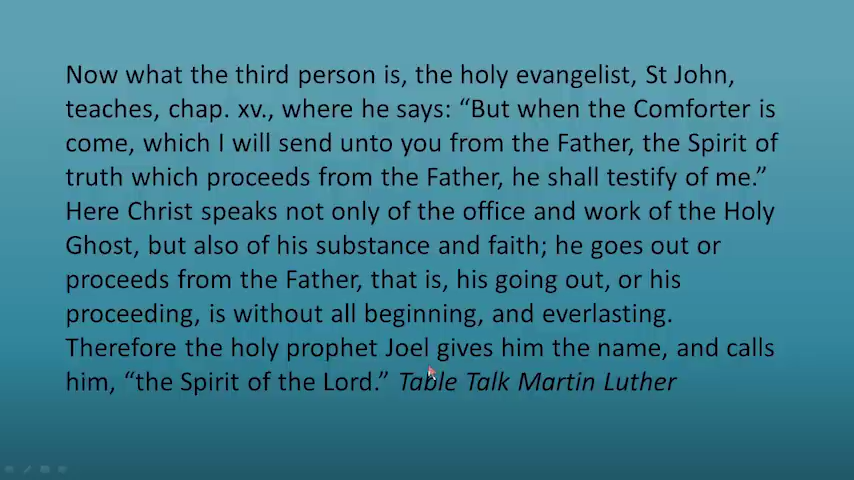 Now what the third person is, the holy evangelist, St John,
teaches, chap. xv., where he says: “But when the Comforter is
come, which I will send unto you from the Father, the Spirit of
truth which proceeds from the Father, he shall testify of me.”
Here Christ speaks not only of the office and work of the Holy
Ghost, but also of his substance and faith; he goes out or
proceeds from the Father, that is, his going out, or his
proceeding, is without all beginning, and everlasting.
Therefore the holy prophet Joel gives him the name, and calls
him, “the Spirit of the Lord.” Table Talk Martin Luther